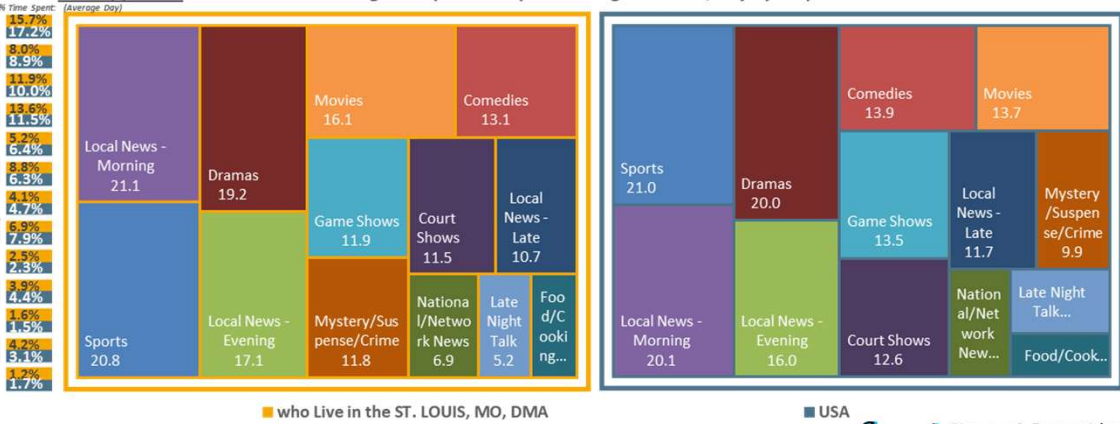 % Time Spent: (Average Day)
15.7%
17.2%
8.0%
8.9%
11.9%
10.0%
13.6%
11.5%
5.2%
6.4%
8.8%
6.3%
4.1%
4.7%
6.9%
7.9%
2.5%
2.3%
3.9%
4.4%
1.6%
1.5%
4.2%
3.1%
1.2%
1.7%
Local News -
Morning
21.1
Sports
20.8
Dramas
19.2
Local News -
Evening
17.1
Movies
16.1
Comedies
13.1
Game Shows
11.9
Mystery/Sus
pense/Crime
11.8
Court
Shows
11.5
Local
News -
Late
10.7
Nationa
l/Netwo
rk News
6.9
Late
Night
Talk
5.2
Foo
d/C
ooki
ng...
who Live in the ST. LOUIS, MO, DMA
Sports
21.0
Local News -
Morning
20.1
Dramas
20.0
Local News -
Evening
16.0
Comedies
13.9
Movies
13.7
Game Shows
13.5
Court Shows
12.6
Local
News -
Late
11.7
Mystery
/Suspen
se/Crime
9.9
Nation
al/Net
work
New...
Late Night
Talk...
Food/Cook...
USA